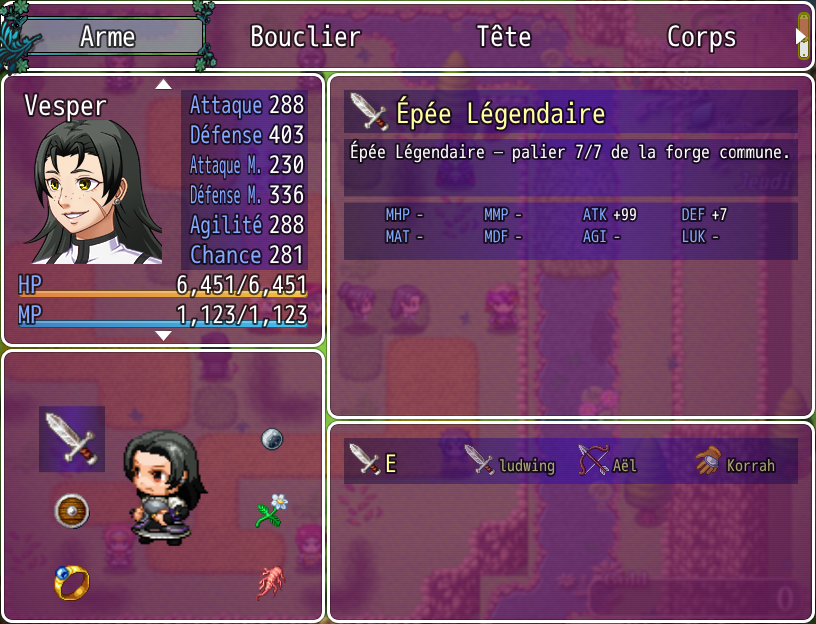 Arme Bouclier Tête Corps
Vesper
Attaque 288
Défense 403
Attaque M. 230
Défense M. 336
Agilité 288
Chance 281
HP 6,451/6,451
MP 1,123/1,123
Épée Légendaire
Épée Légendaire — palier 7/7 de la forge commune.
MHP - MMP - ATK +99 DEF +7
MAT - MDF - AGI - LUK -
E ludwing Aël Korrah
0